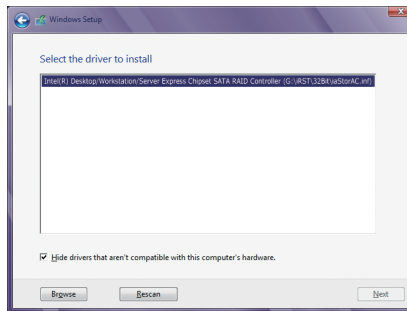 Windows Setup
Select the driver to install
Intel(R) Desktop/Workstation/Server Express Chipset SATA RAID Controller (G:\iRST\32Bit\iaStorAC.inf)
Hide drivers that aren't compatible with this computer's hardware.
Browse
Rescan
Next